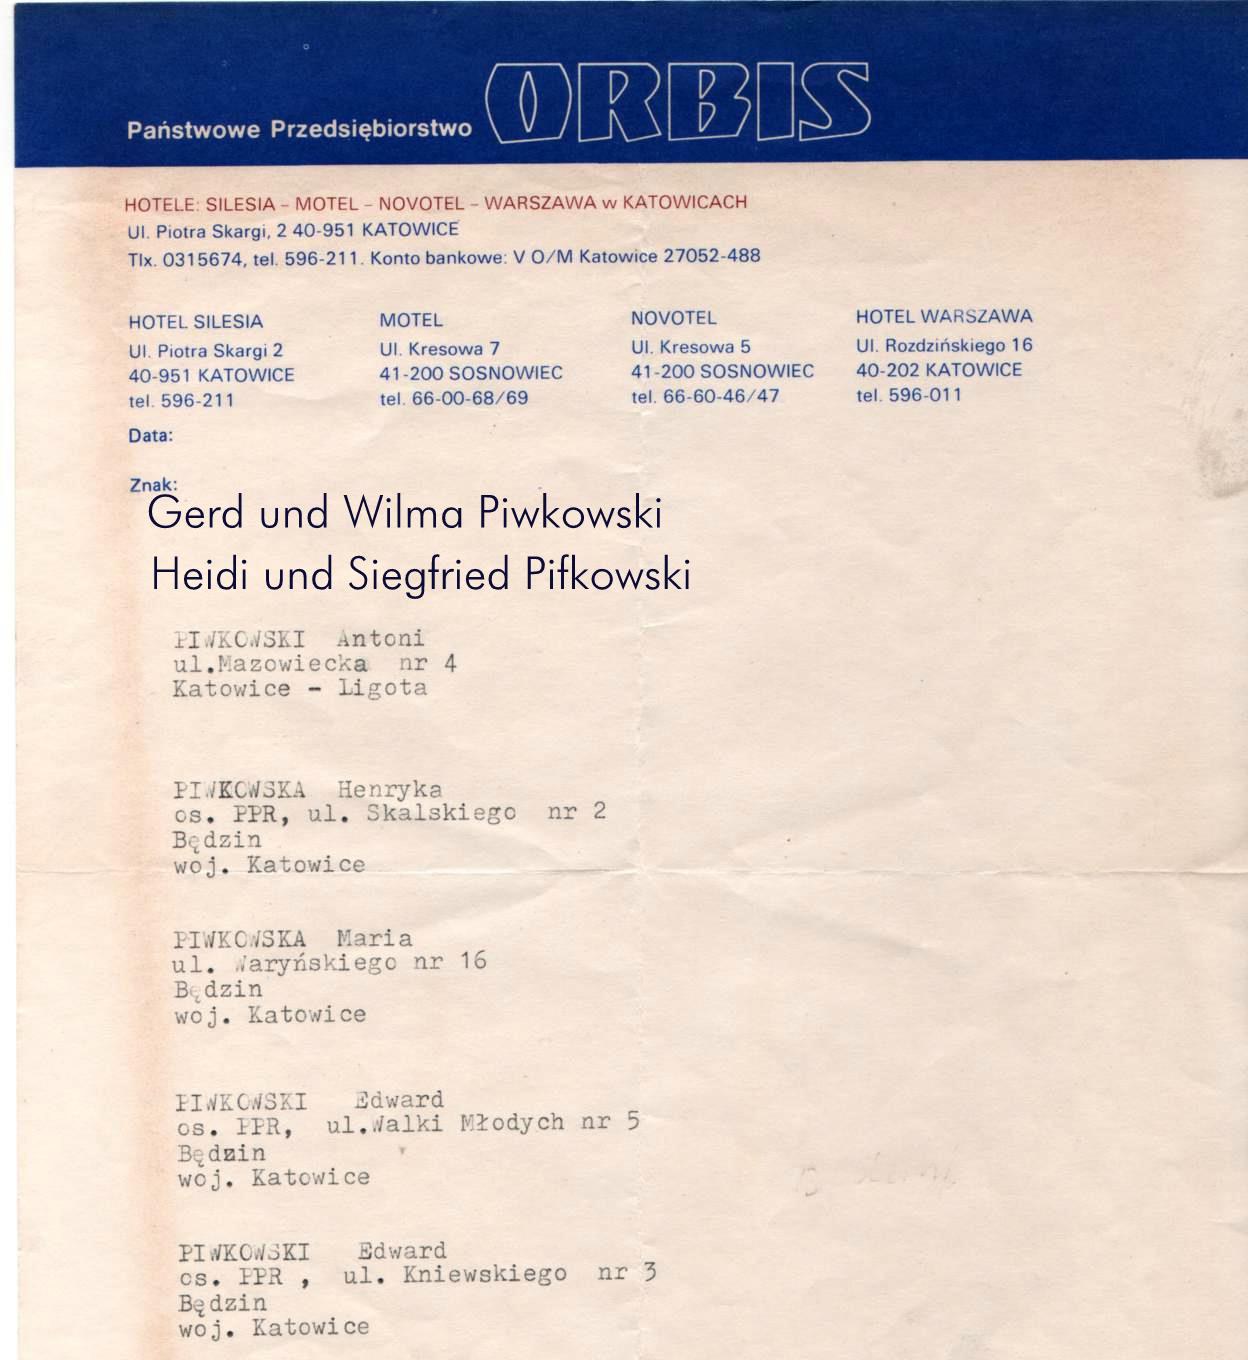 Państwowe Przedsiębiorstwo ORBIS
HOTELE: SILESIA – MOTEL – NOVOTEL – WARSZAWA w KATOWICACH
Ul. Piotra Skargi, 2 40-951 KATOWICE
Tlx. 0315674, tel. 596-211. Konto bankowe: V O/M Katowice 27052-488
HOTEL SILESIA
Ul. Piotra Skargi 2
40-951 KATOWICE
tel. 596-211
MOTEL
Ul. Kresowa 7
41-200 SOSNOWIEC
tel. 66-00-68/69
NOVOTEL
Ul. Kresowa 5
41-200 SOSNOWIEC
tel. 66-60-46/47
HOTEL WARSZAWA
Ul. Rozdzińskiego 16
40-202 KATOWICE
tel. 596-011
Data:
Znak:
Gerd und Wilma Piwkowski
Heidi und Siegfried Pifkowski
PIWKOWSKI Antoni
ul.Mazowiecka nr 4
Katowice - Ligota
PIWKOWSKA Henryka
os. PPR, ul. Skalskiego nr 2
Będzin
woj. Katowice
PIWKOWSKA Maria
ul. Waryńskiego nr 16
Będzin
woj. Katowice
PIWKOWSKI Edward
os. PPR, ul.Walki Młodych nr 5
Będzin
woj. Katowice
PIWKOWSKI Edward
os. PPR , ul. Kniewskiego nr 3
Będzin
woj. Katowice